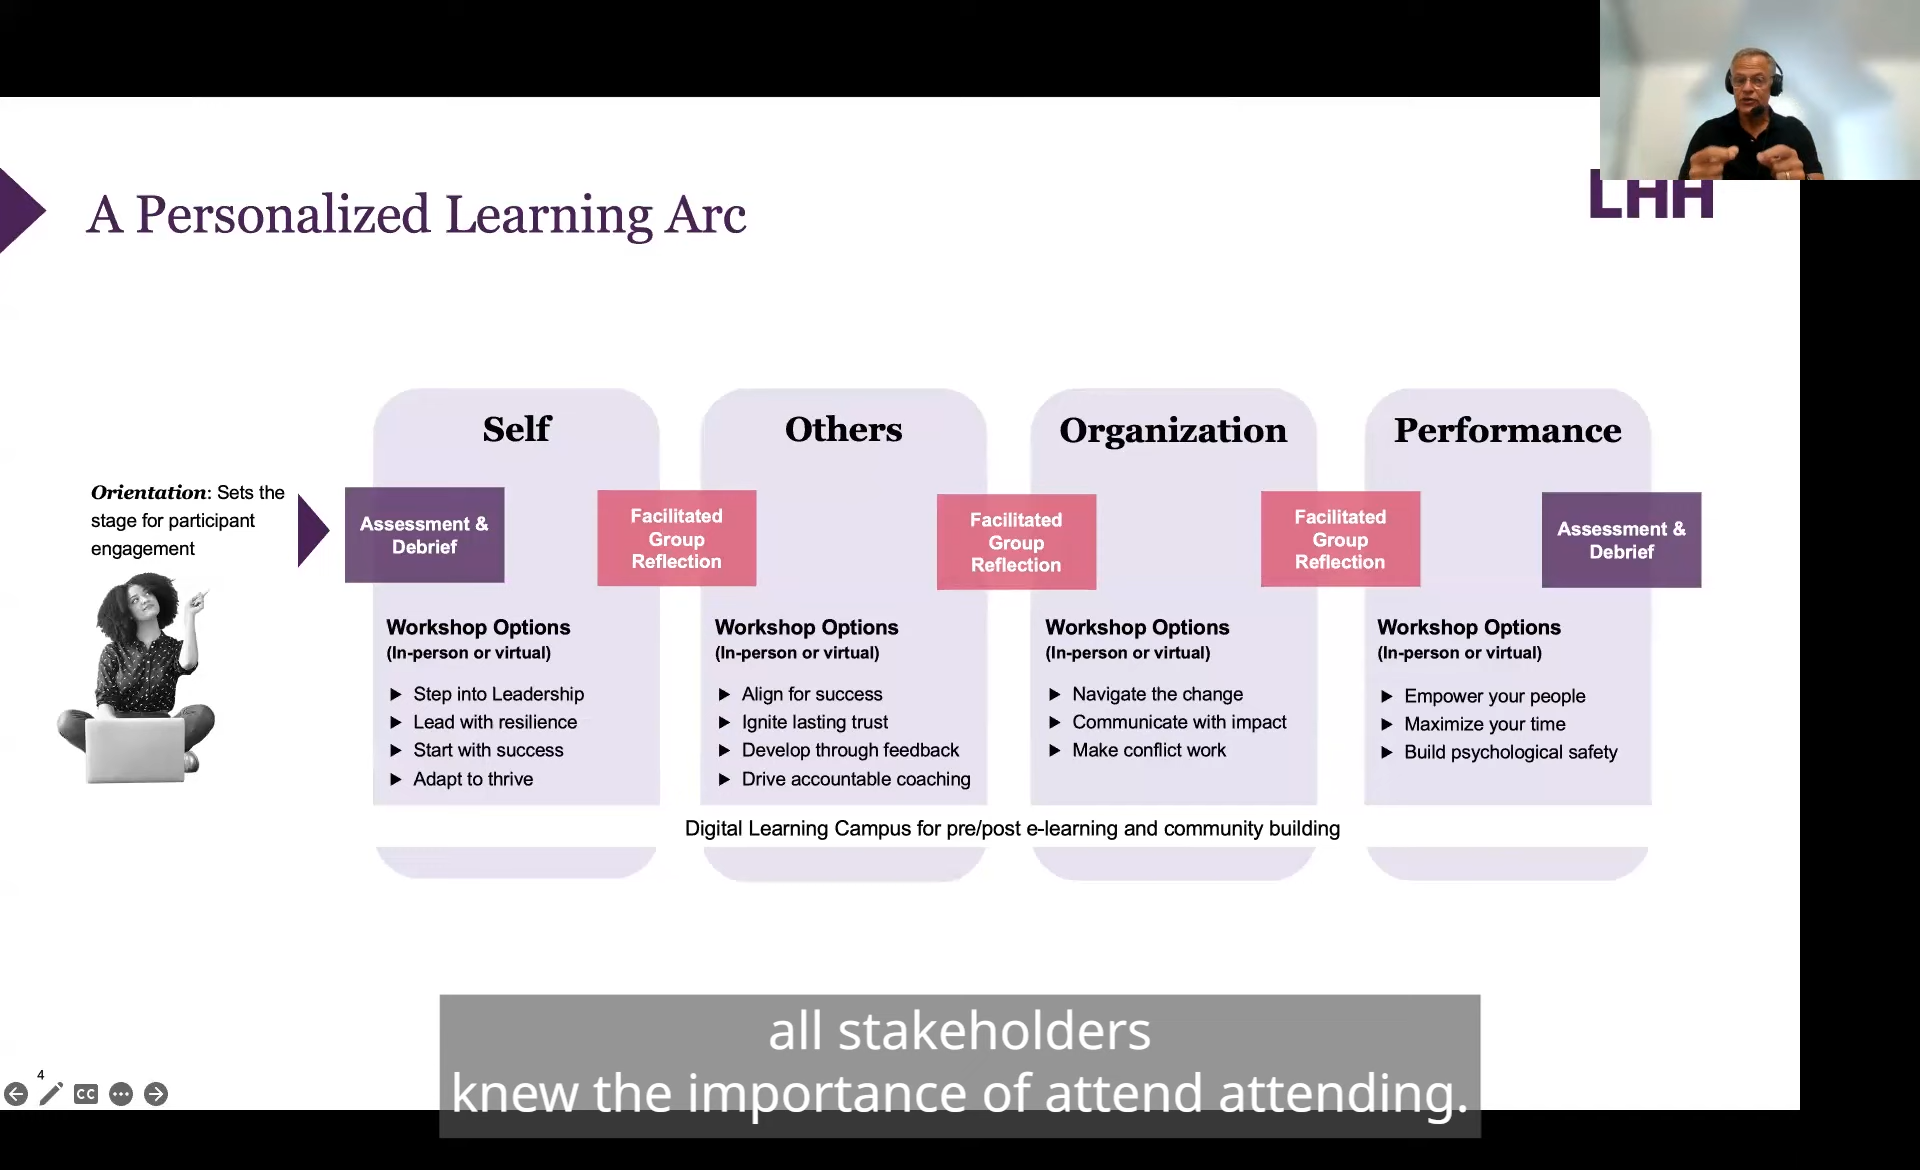 LHH
A Personalized Learning Arc
Orientation: Sets the
stage for participant
engagement
Self
Assessment &
Debrief
Workshop Options
(In-person or virtual)
Step into Leadership
Lead with resilience
Start with success
Adapt to thrive
Facilitated
Group
Reflection
Others
Workshop Options
(In-person or virtual)
Align for success
Ignite lasting trust
Develop through feedback
Drive accountable coaching
Facilitated
Group
Reflection
Organization
Workshop Options
(In-person or virtual)
Navigate the change
Communicate with impact
Make conflict work
Facilitated
Group
Reflection
Performance
Assessment &
Debrief
Workshop Options
(In-person or virtual)
Empower your people
Maximize your time
Build psychological safety
Digital Learning Campus for pre/post e-learning and community building
4
CC
all stakeholders
knew the importance of attend attending.